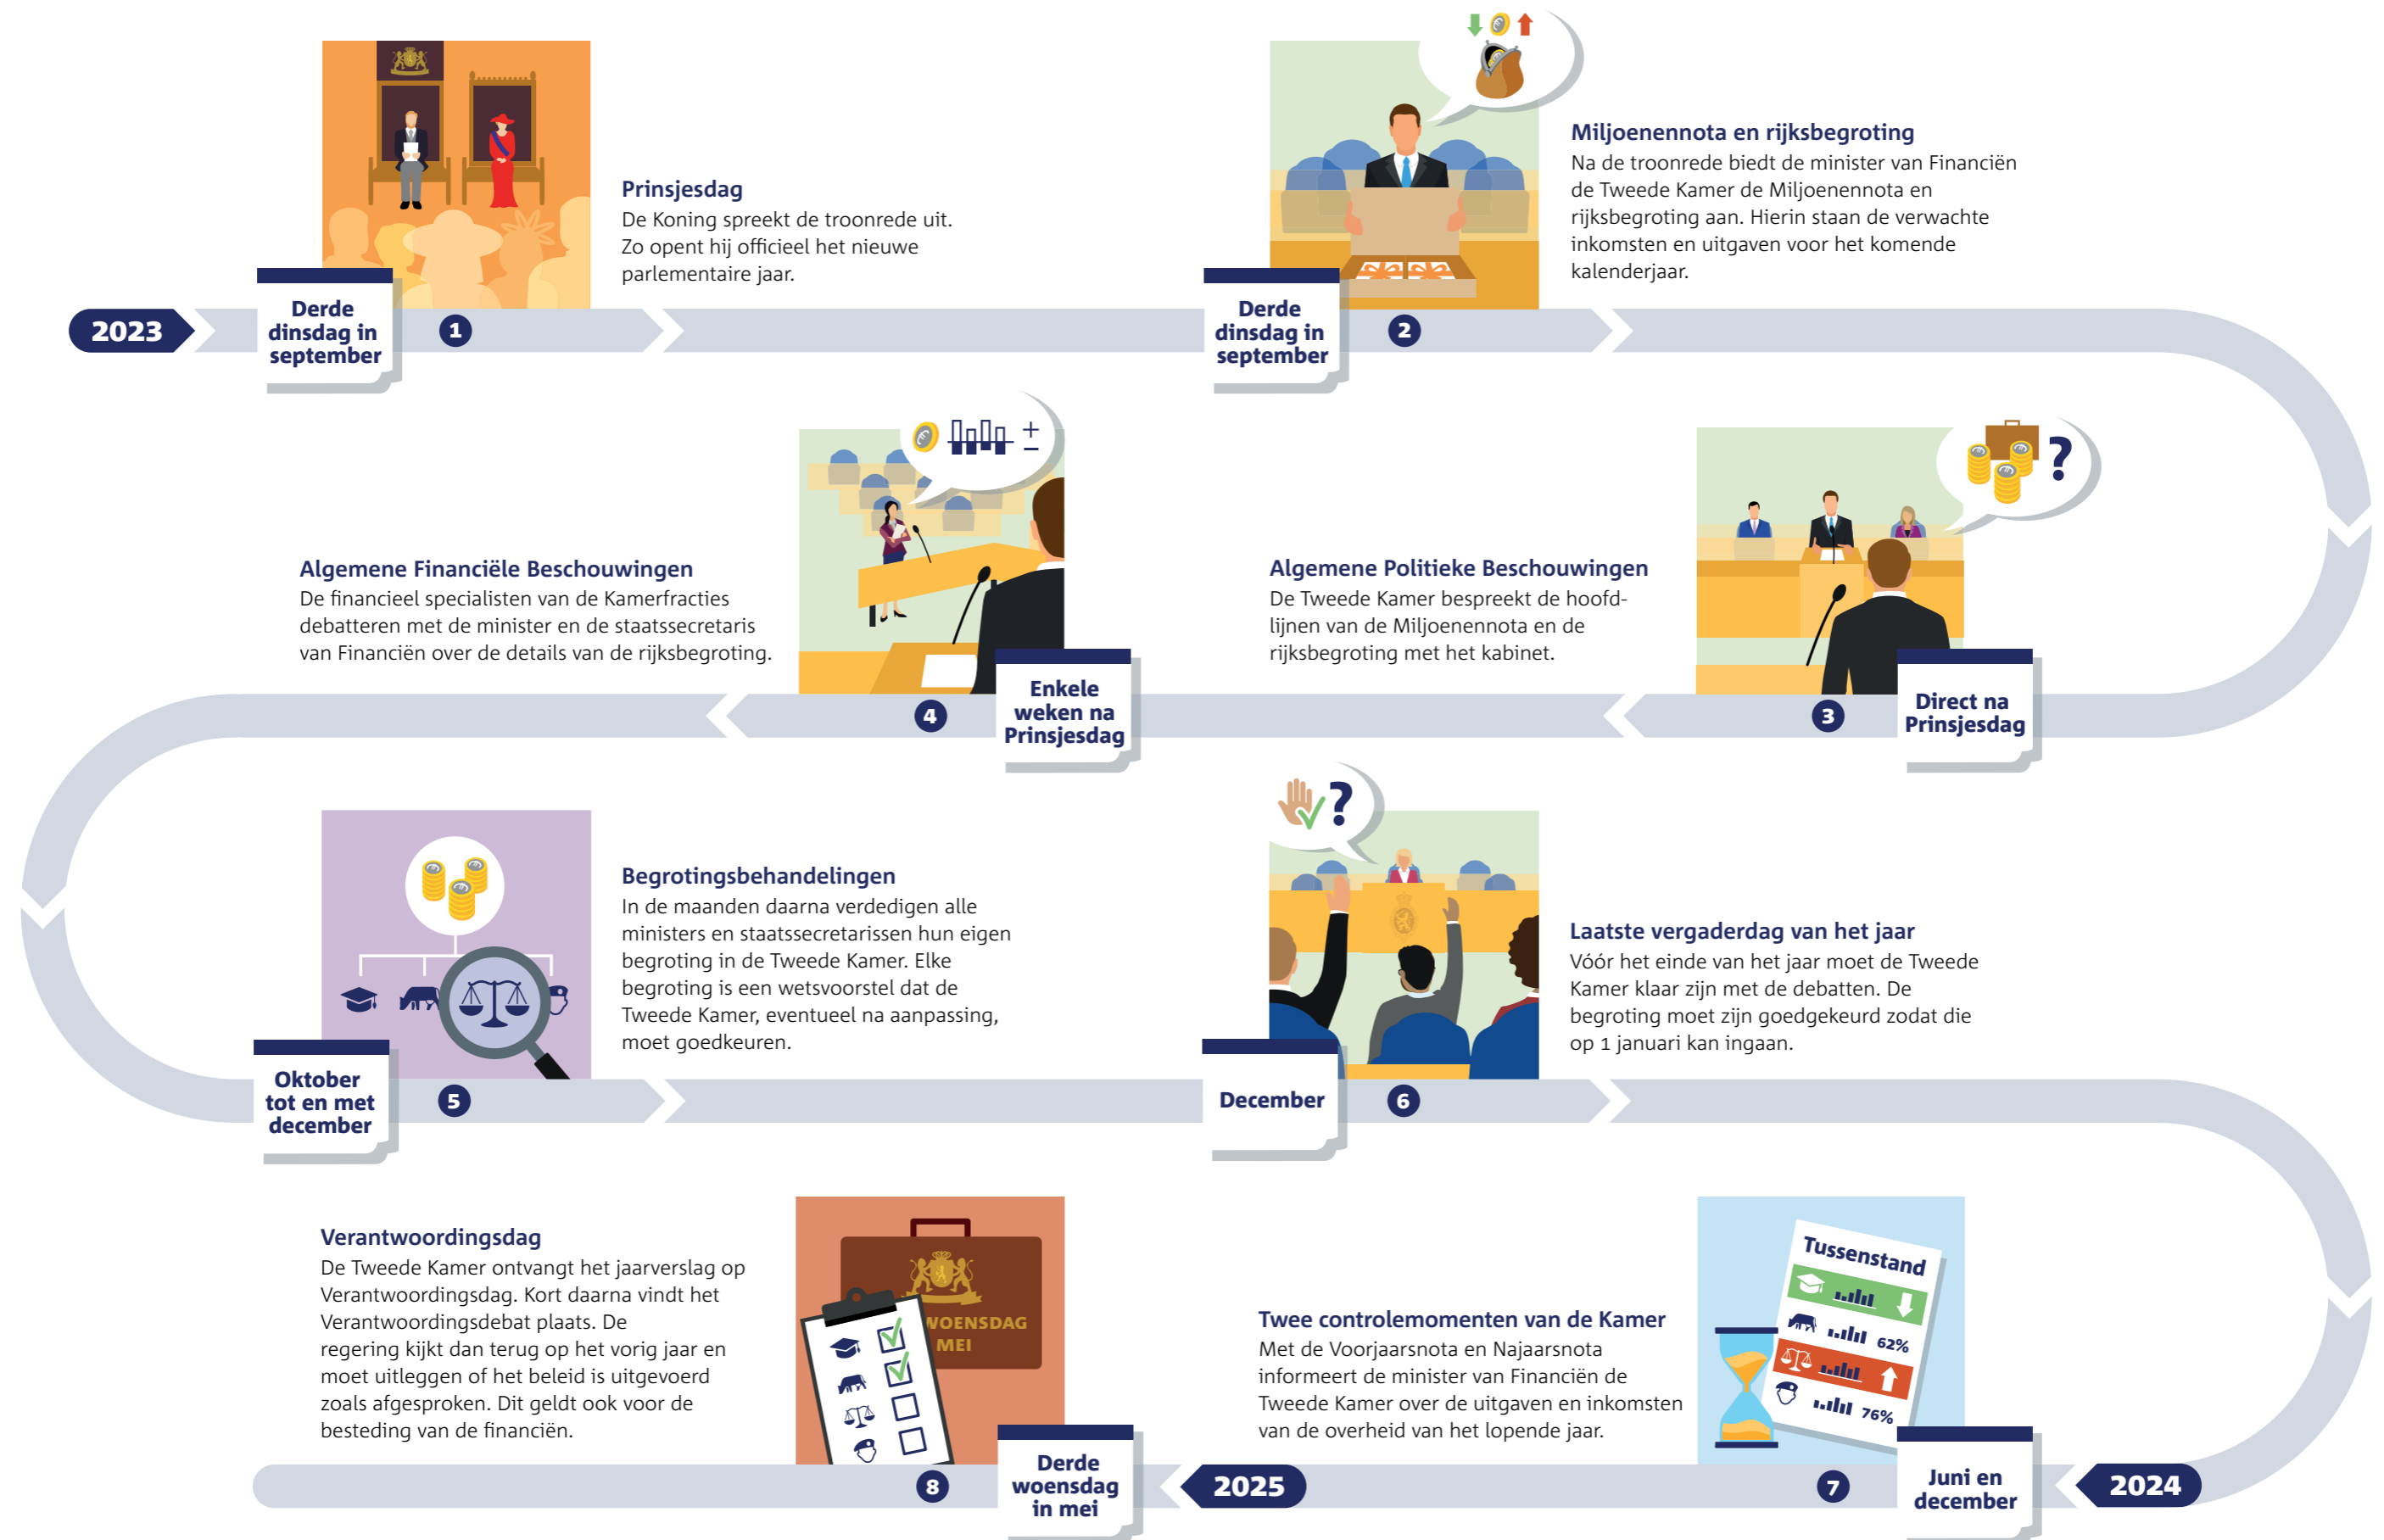 2023
Derde
dinsdag in
september
1
Prinsjesdag
De Koning spreekt de troonrede uit.
Zo opent hij officieel het nieuwe
parlementaire jaar.
Derde
dinsdag in
september
2
Miljoenennota en rijksbegroting
Na de troonrede biedt de minister van Financiën
de Tweede Kamer de Miljoenennota en
rijksbegroting aan. Hierin staan de verwachte
inkomsten en uitgaven voor het komende
kalenderjaar.
?
Direct na
Prinsjesdag
3
Algemene Politieke Beschouwingen
De Tweede Kamer bespreekt de hoofd-
lijnen van de Miljoenennota en de
rijksbegroting met het kabinet.
Enkele
weken na
Prinsjesdag
4
Algemene Financiële Beschouwingen
De financieel specialisten van de Kamerfracties
debatteren met de minister en de staatssecretaris
van Financiën over de details van de rijksbegroting.
Oktober
tot en met
december
5
Begrotingsbehandelingen
In de maanden daarna verdedigen alle
ministers en staatssecretarissen hun eigen
begroting in de Tweede Kamer. Elke
begroting is een wetsvoorstel dat de
Tweede Kamer, eventueel na aanpassing,
moet goedkeuren.
?
December
6
Laatste vergaderdag van het jaar
Vóór het einde van het jaar moet de Tweede
Kamer klaar zijn met de debatten. De
begroting moet zijn goedgekeurd zodat die
op 1 januari kan ingaan.
2024
Juni en
december
7
Tussenstand
62%
76%
Twee controlemomenten van de Kamer
Met de Voorjaarsnota en Najaarsnota
informeert de minister van Financiën de
Tweede Kamer over de uitgaven en inkomsten
van de overheid van het lopende jaar.
2025
Derde
woensdag
in mei
8
WOENSDAG
MEI
Verantwoordingsdag
De Tweede Kamer ontvangt het jaarverslag op
Verantwoordingsdag. Kort daarna vindt het
Verantwoordingsdebat plaats. De
regering kijkt dan terug op het vorig jaar en
moet uitleggen of het beleid is uitgevoerd
zoals afgesproken. Dit geldt ook voor de
besteding van de financiën.